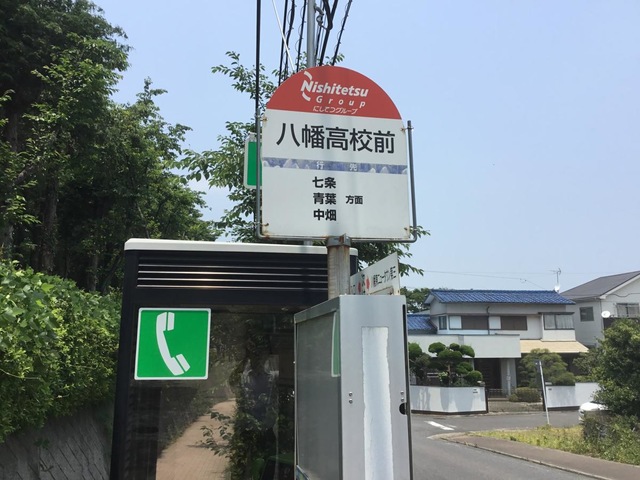 Nishitetsu
Group
にしてつグループ
八幡高校前
行先
七条
青葉 方面
中畑